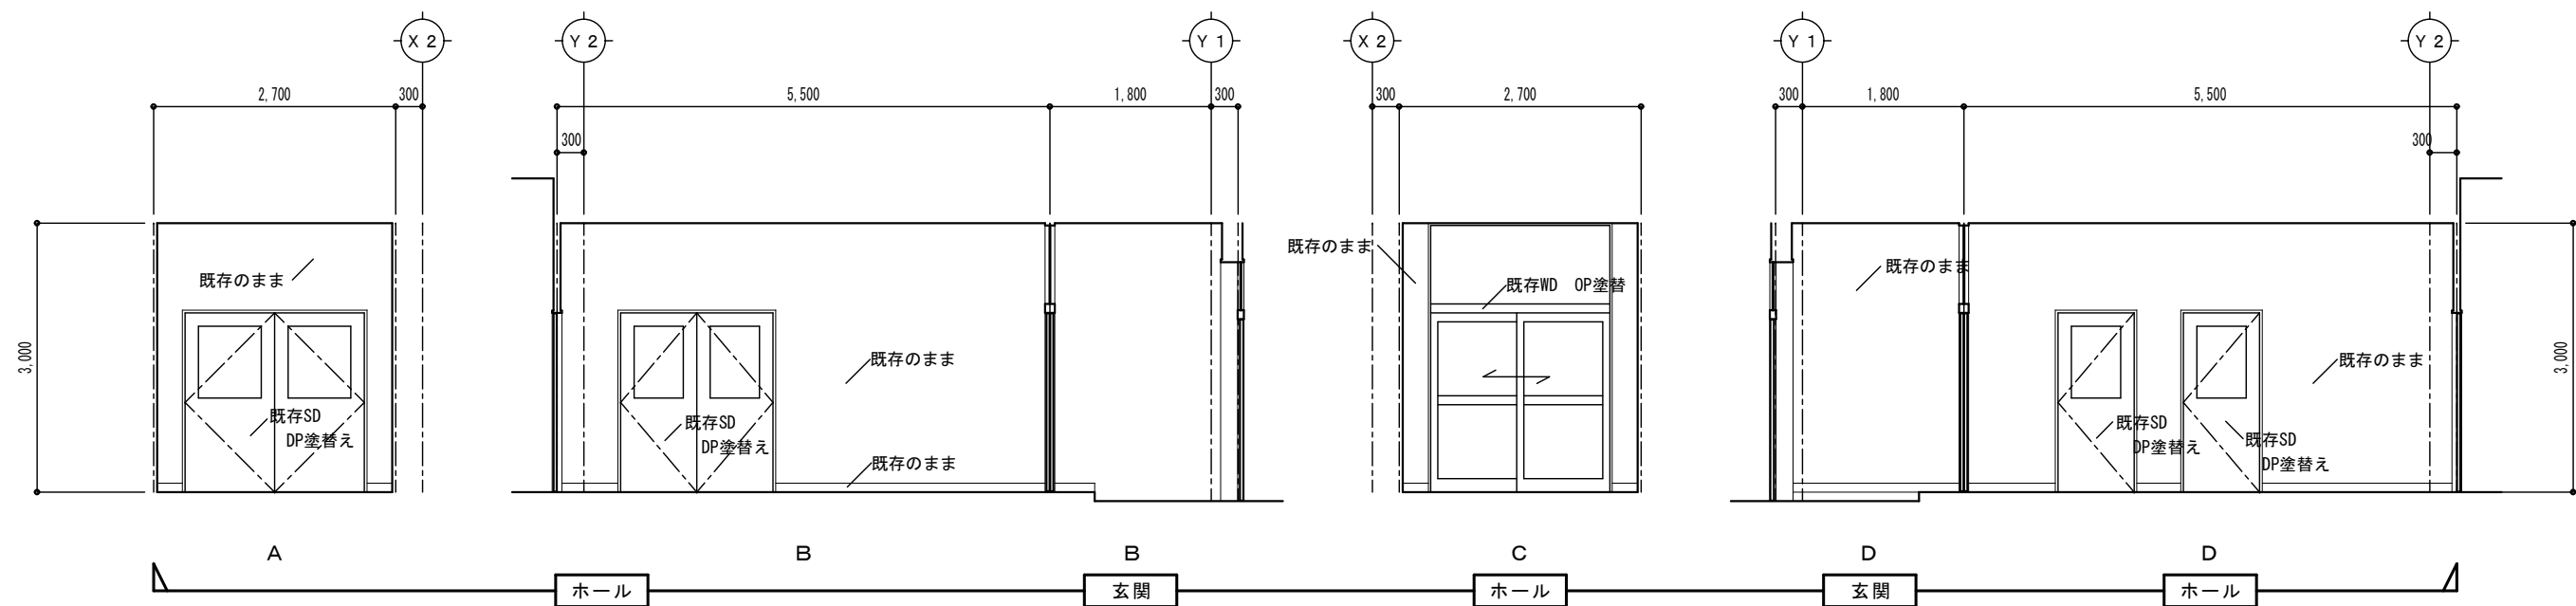 X 2
Y 2
Y 1
X 2
Y 1
Y 2
2,700
300
5,500
1,800
300
300
2,700
300
1,800
5,500
300
300
既存のまま
既存のまま
既存WD OP塗替
既存のまま
既存のまま
3,000
既存のまま
既存のまま
3,000
既存SD
DP塗替え
既存SD
DP塗替え
既存のまま
既存SD
DP塗替え
既存SD
DP塗替え
A
B
B
C
D
D
ホール
玄関
ホール
玄関
ホール